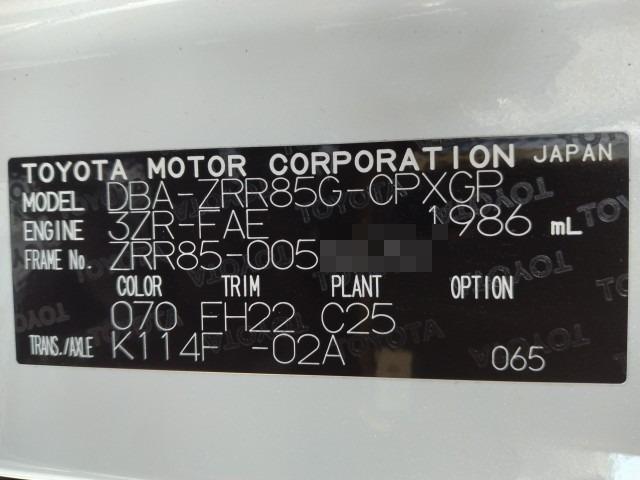 TOYOTA MOTOR CORPORATION JAPAN
MODEL DBA-ZRR85G-CPXGP
ENGINE 3ZR-FAE 1986 mL
FRAME No. ZRR85-005
COLOR TRIM PLANT OPTION
070 FH22 C25
TRANS./AXLE K114F -02A 065